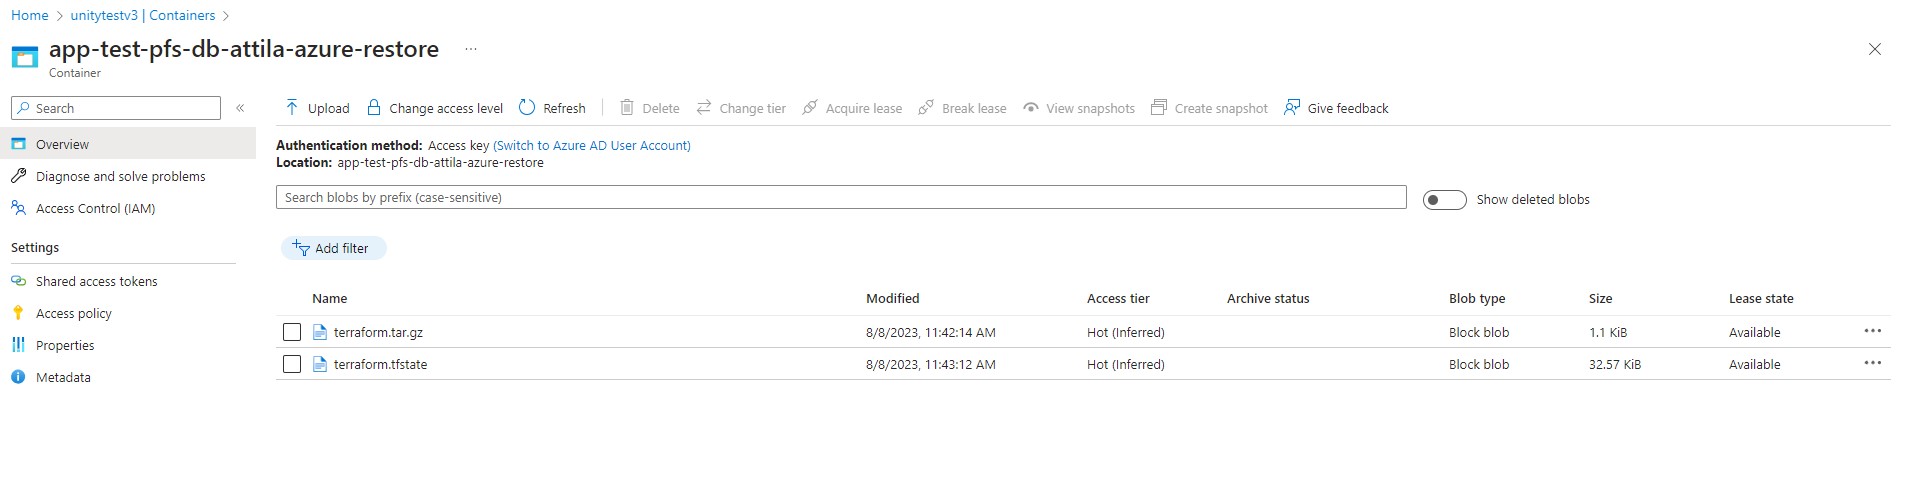 Home > unitytestv3 | Containers >
app-test-pfs-db-attila-azure-restore ...
Container
Search «
Overview
Diagnose and solve problems
Access Control (IAM)
Settings
Shared access tokens
Access policy
Properties
Metadata
Upload Change access level Refresh Delete Change tier Acquire lease Break lease View snapshots Create snapshot Give feedback
Authentication method: Access key (Switch to Azure AD User Account)
Location: app-test-pfs-db-attila-azure-restore
Search blobs by prefix (case-sensitive) Show deleted blobs
Add filter
Name Modified Access tier Archive status Blob type Size Lease state
terraform.tar.gz 8/8/2023, 11:42:14 AM Hot (Inferred) Block blob 1.1 KiB Available ...
terraform.tfstate 8/8/2023, 11:43:12 AM Hot (Inferred) Block blob 32.57 KiB Available ...